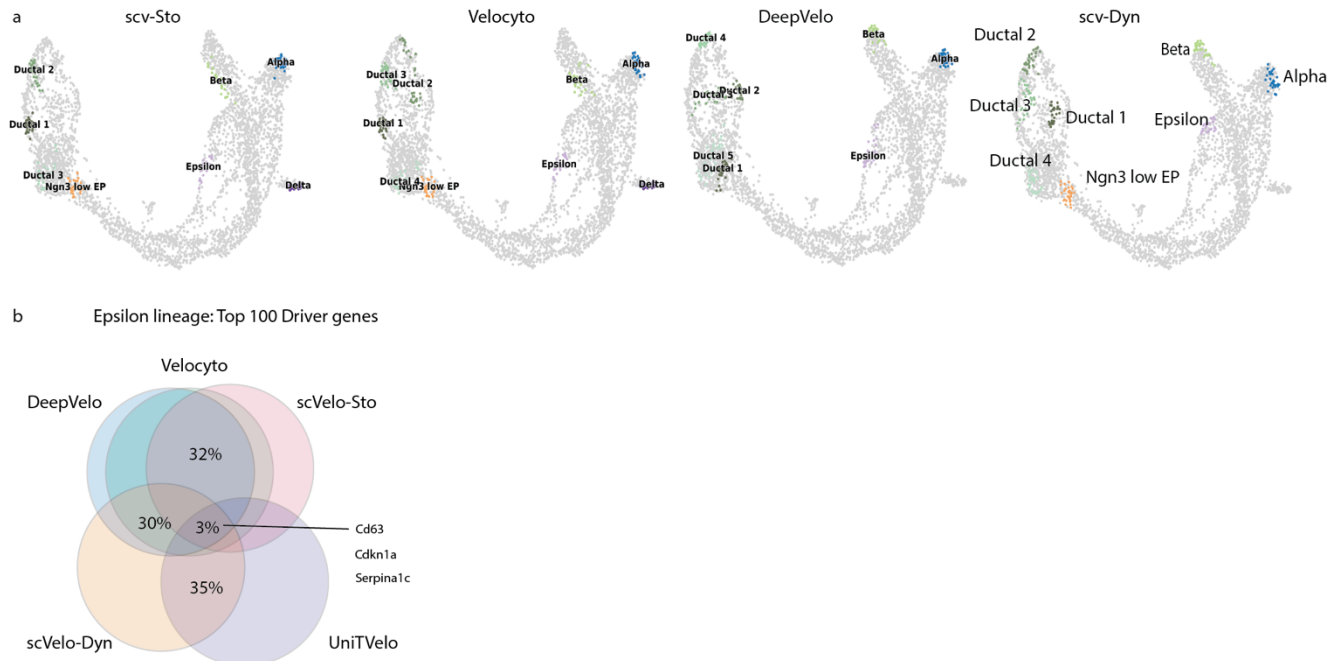 a
scv-Sto
Velocyto
DeepVelo
scv-Dyn
Ductal 2
Ductal 1
Ductal 3
Ngn3 low EP
Beta
Alpha
Epsilon
Delta
Ductal 3
Ductal 2
Ductal 1
Ductal 4
Ngn3 low EP
Beta
Alpha
Epsilon
Delta
Ductal 4
Ductal 3
Ductal 2
Ductal 5
Ductal 1
Beta
Alpha
Epsilon
Ductal 2
Ductal 3
Ductal 1
Ductal 4
Ngn3 low EP
Beta
Alpha
Epsilon
b
Epsilon lineage: Top 100 Driver genes
Velocyto
DeepVelo
scVelo-Sto
32%
30%
3%
35%
Cd63
Cdkn1a
Serpina1c
scVelo-Dyn
UniTVelo